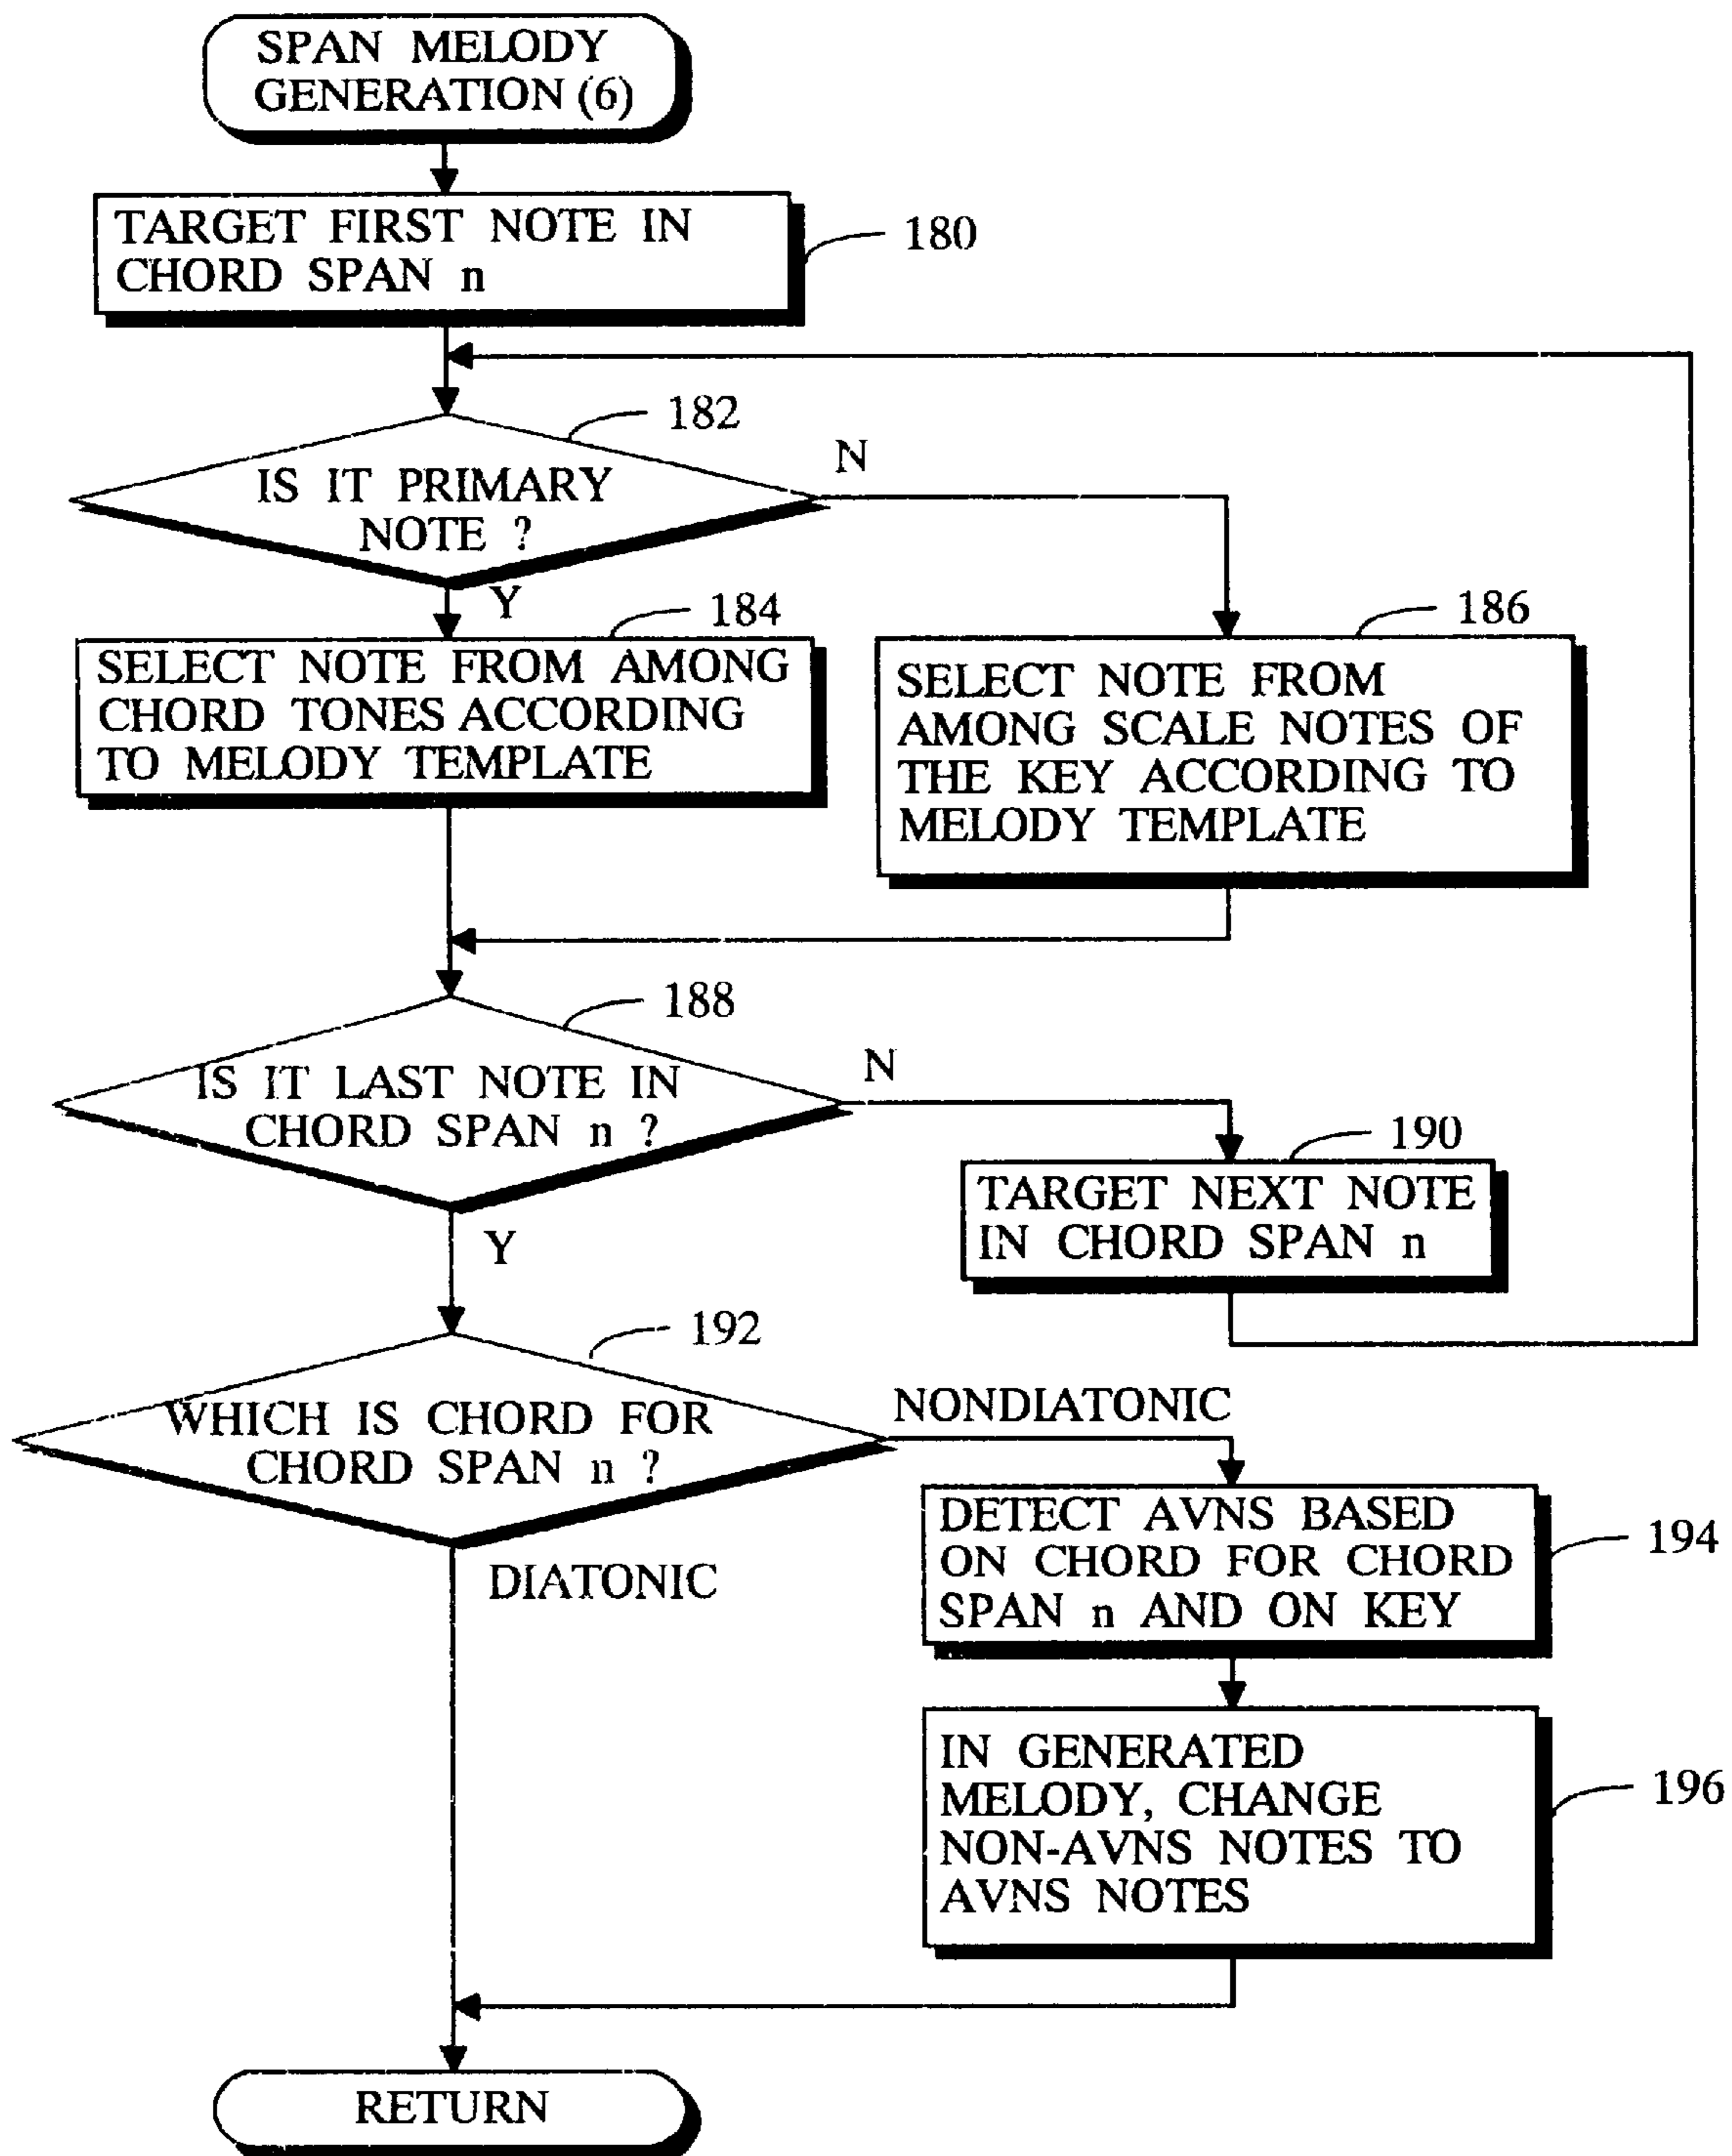 SPAN MELODY
GENERATION (6)
TARGET FIRST NOTE IN
CHORD SPAN n
180
182
IS IT PRIMARY
NOTE ?
N
Y
184
SELECT NOTE FROM AMONG
CHORD TONES ACCORDING
TO MELODY TEMPLATE
186
SELECT NOTE FROM
AMONG SCALE NOTES OF
THE KEY ACCORDING TO
MELODY TEMPLATE
188
IS IT LAST NOTE IN
CHORD SPAN n ?
N
Y
190
TARGET NEXT NOTE
IN CHORD SPAN n
192
WHICH IS CHORD FOR
CHORD SPAN n ?
NONDIATONIC
DIATONIC
DETECT AVNS BASED
ON CHORD FOR CHORD
SPAN n AND ON KEY
194
IN GENERATED
MELODY, CHANGE
NON-AVNS NOTES TO
AVNS NOTES
196
RETURN